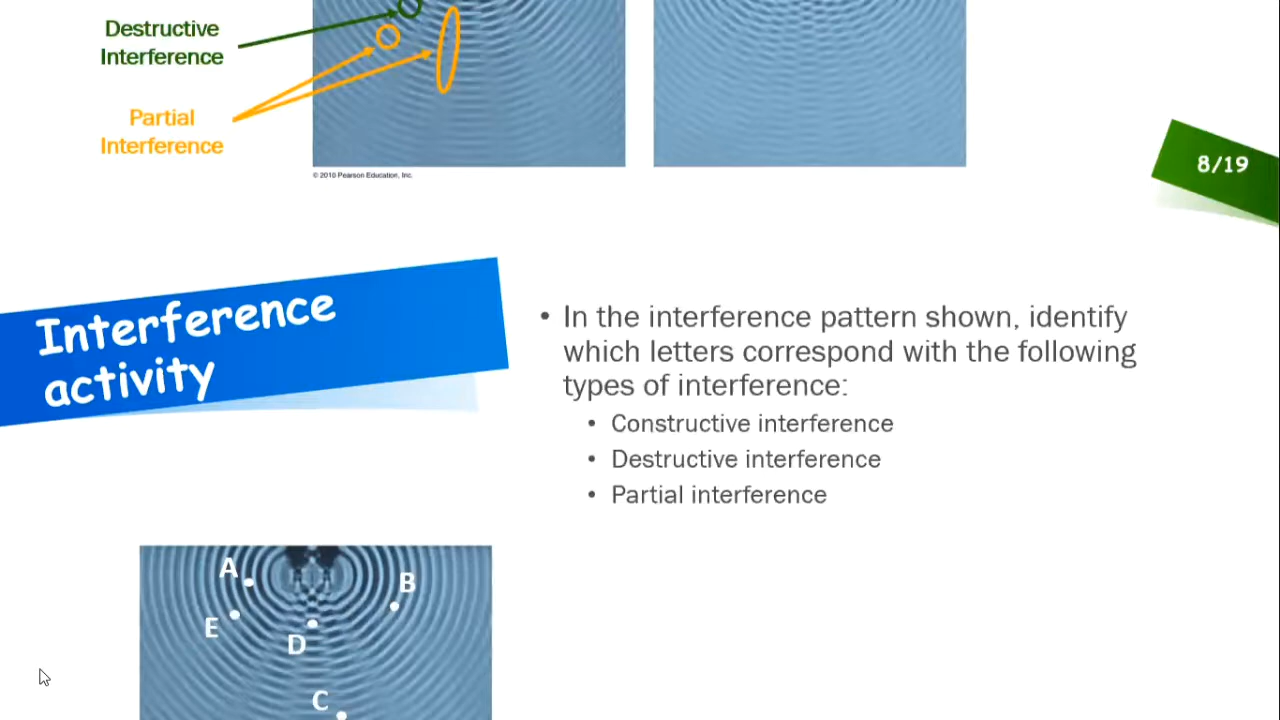 Destructive
Interference
Partial
Interference
© 2010 Pearson Education, Inc.
8/19
Interference
activity
• In the interference pattern shown, identify
which letters correspond with the following
types of interference:
• Constructive interference
• Destructive interference
• Partial interference
A
B
E
D
C